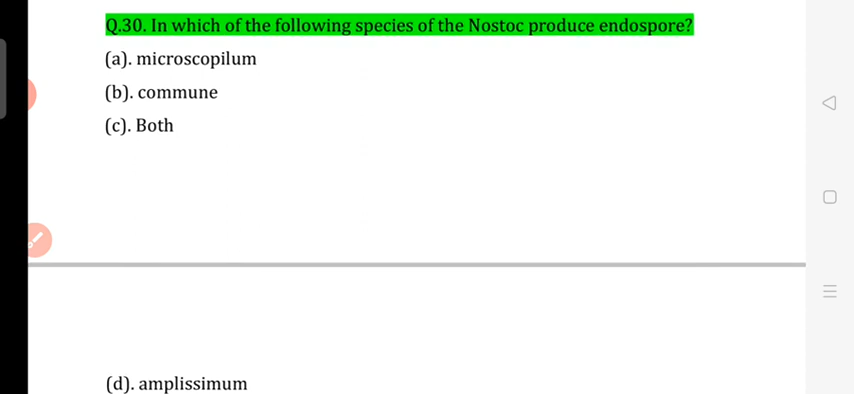 Q.30. In which of the following species of the Nostoc produce endospore?
(a). microscopilum
(b). commune
(c). Both
(d). amplissimum